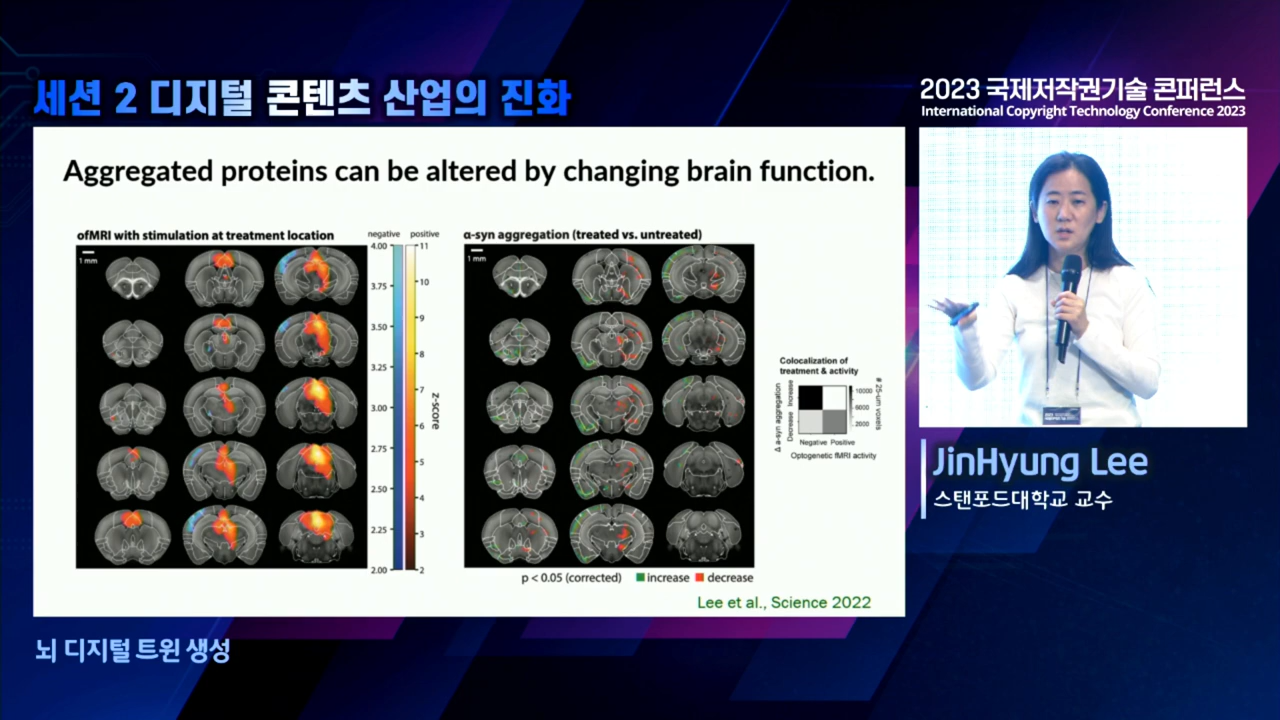 세션 2 디지털 콘텐츠 산업의 진화
2023 국제저작권기술 콘퍼런스
International Copyright Technology Conference 2023
Aggregated proteins can be altered by changing brain function.
ofMRI with stimulation at treatment location
negative positive
1 mm
4.00
3.75
3.50
3.25
3.00
2.75
2.50
2.25
2.00
11
10
9
8
7
6
5
4
3
2
z-score
α-syn aggregation (treated vs. untreated)
1 mm
p < 0.05 (corrected) increase decrease
Colocalization of
treatment & activity
Δ a-syn aggregation
Increase
Decrease
10000
6000
2000
# 25-um voxels
Negative Positive
Optogenetic fMRI activity
Lee et al., Science 2022
JinHyung Lee
스탠포드대학교 교수
뇌 디지털 트윈 생성